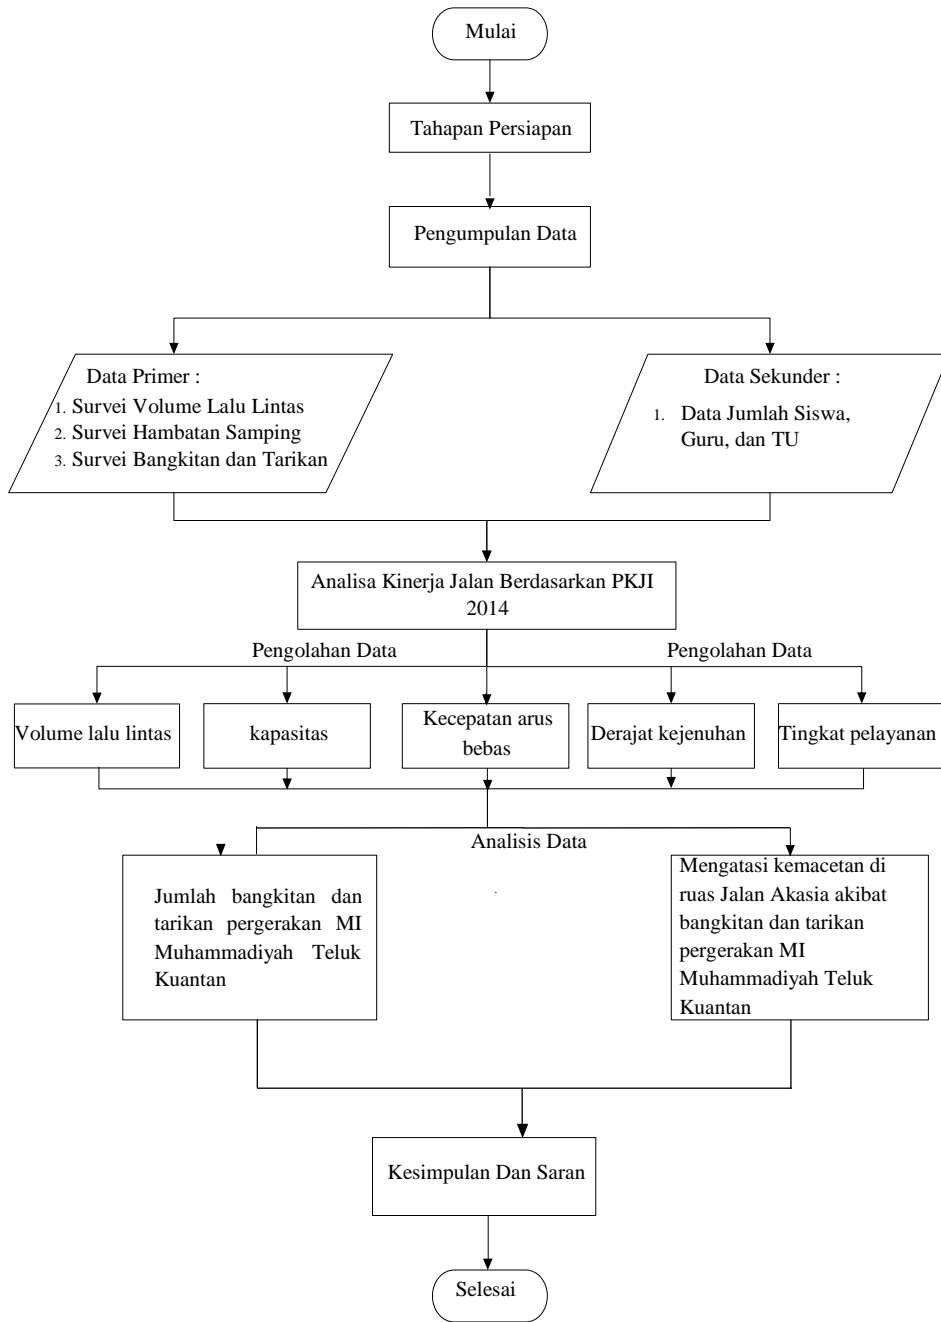 Mulai
Tahapan Persiapan
Pengumpulan Data
Data Primer :
1. Survei Volume Lalu Lintas
2. Survei Hambatan Samping
3. Survei Bangkitan dan Tarikan
Data Sekunder :
1. Data Jumlah Siswa,
Guru, dan TU
Analisa Kinerja Jalan Berdasarkan PKJI
2014
Pengolahan Data
Pengolahan Data
Volume lalu lintas
kapasitas
Kecepatan arus
bebas
Derajat kejenuhan
Tingkat pelayanan
Analisis Data
Jumlah bangkitan dan
tarikan pergerakan MI
Muhammadiyah Teluk
Kuantan
Mengatasi kemacetan di
ruas Jalan Akasia akibat
bangkitan dan tarikan
pergerakan MI
Muhammadiyah Teluk
Kuantan
Kesimpulan Dan Saran
Selesai